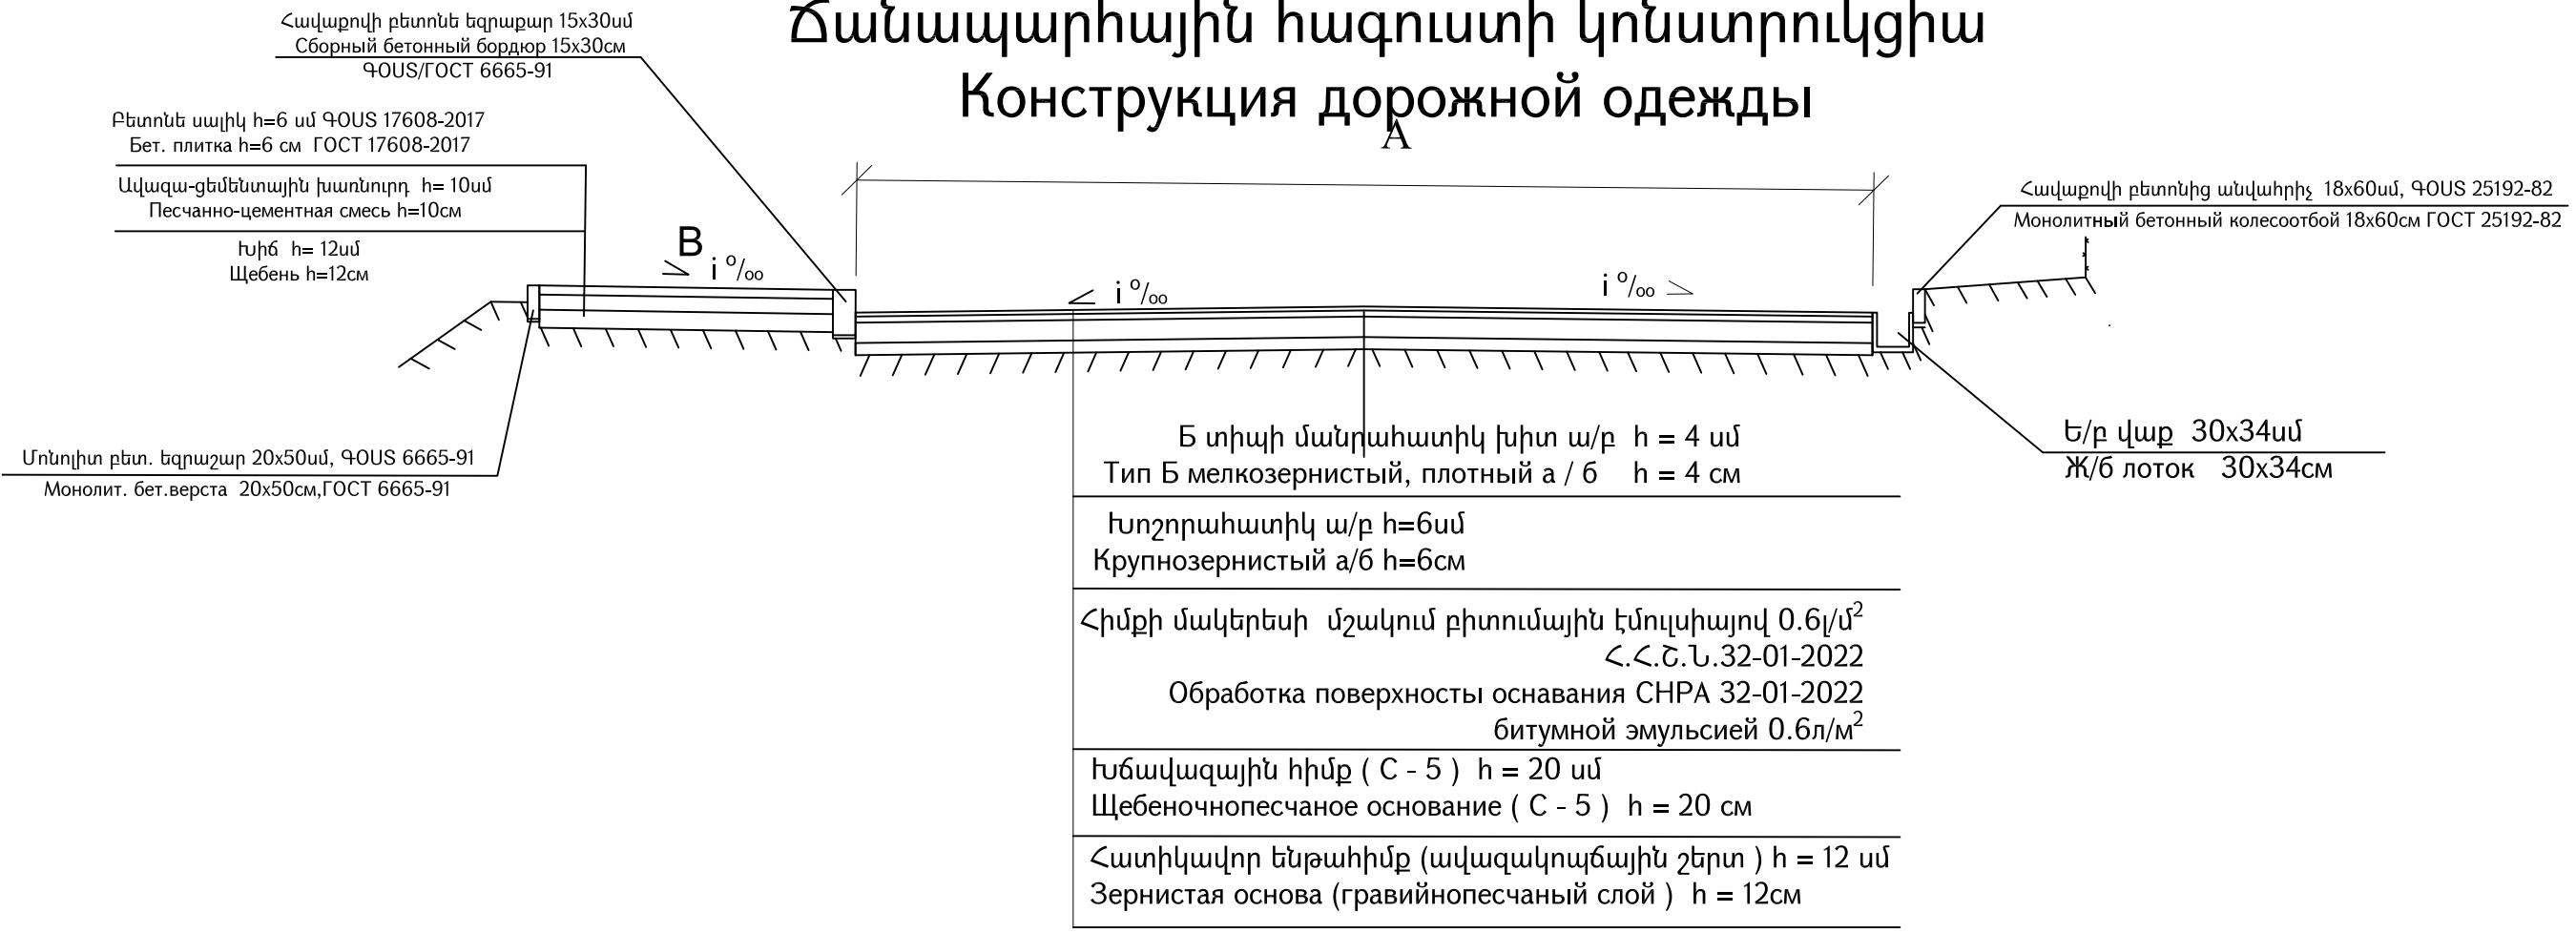 Ճանապարհային հագուստի կոնստրուկցիա
Конструкция дорожной одежды
A
Հավաքովի բետոնե եզրաքար 15x30սմ
Сборный бетонный бордюр 15x30см
ԳՕՍՏ/ГОСТ 6665-91
Բետոնե սալիկ h=6 սմ ԳՕՍՏ 17608-2017
Бет. плитка h=6 см ГОСТ 17608-2017
Ավազա-ցեմենտային խառնուրդ h= 10սմ
Песчанно-цементная смесь h=10см
Խիճ h= 12սմ
Щебень h=12см
B
i ⁰/₀₀
i ⁰/₀₀
i ⁰/₀₀
Հավաքովի բետոնից անվահրիչ 18x60սմ, ԳՕՍՏ 25192-82
Монолитный бетонный колесоотбой 18x60см ГОСТ 25192-82
Մոնոլիտ բետ. եզրաշար 20x50սմ, ԳՕՍՏ 6665-91
Монолит. бет.верста 20x50см,ГОСТ 6665-91
Ե/բ վաք 30x34սմ
Ж/б лоток 30x34см
Б տիպի մանրահատիկ խիտ ա/բ h = 4 սմ
Тип Б мелкозернистый, плотный а / б h = 4 см
Խոշորահատիկ ա/բ h=6սմ
Крупнозернистый а/б h=6см
Հիմքի մակերեսի մշակում բիտումային էմուլսիայով 0.6լ/մ²
Հ.Հ.Շ.Ն.32-01-2022
Обработка поверхносты оснавания СНРА 32-01-2022
битумной эмульсией 0.6л/м²
Խճավազային հիմք ( C - 5 ) h = 20 սմ
Щебеночнопесчаное основание ( C - 5 ) h = 20 см
Հատիկավոր ենթահիմք (ավազակոպճային շերտ ) h = 12 սմ
Зернистая основа (гравийнопесчаный слой ) h = 12см